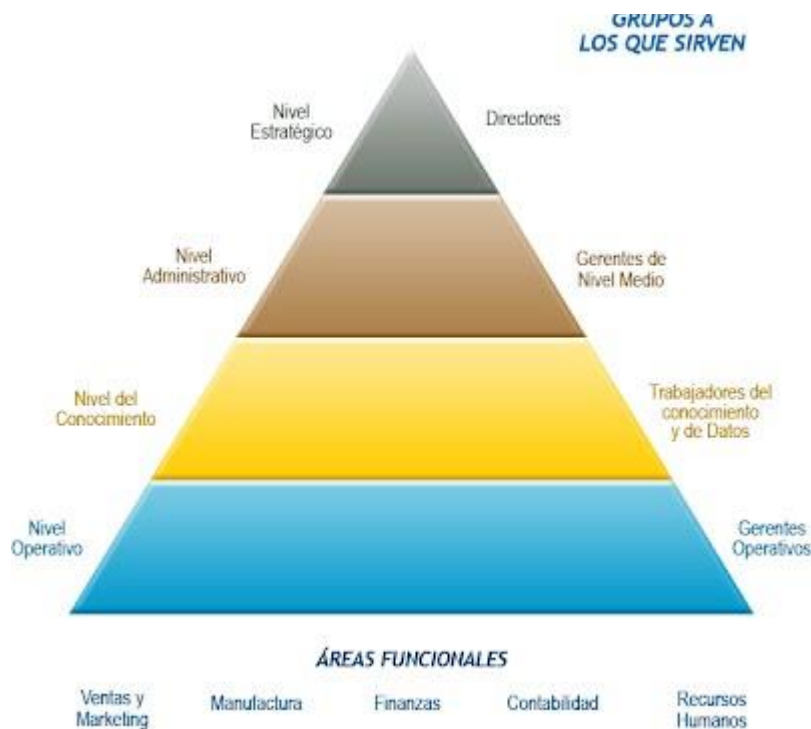 GRUPOS A
LOS QUE SIRVEN
Nivel
Estratégico
Directores
Nivel
Administrativo
Gerentes de
Nivel Medio
Nivel del
Conocimiento
Trabajadores del
conocimiento
y de Datos
Nivel
Operativo
Gerentes
Operativos
ÁREAS FUNCIONALES
Ventas y
Marketing
Manufactura
Finanzas
Contabilidad
Recursos
Humanos